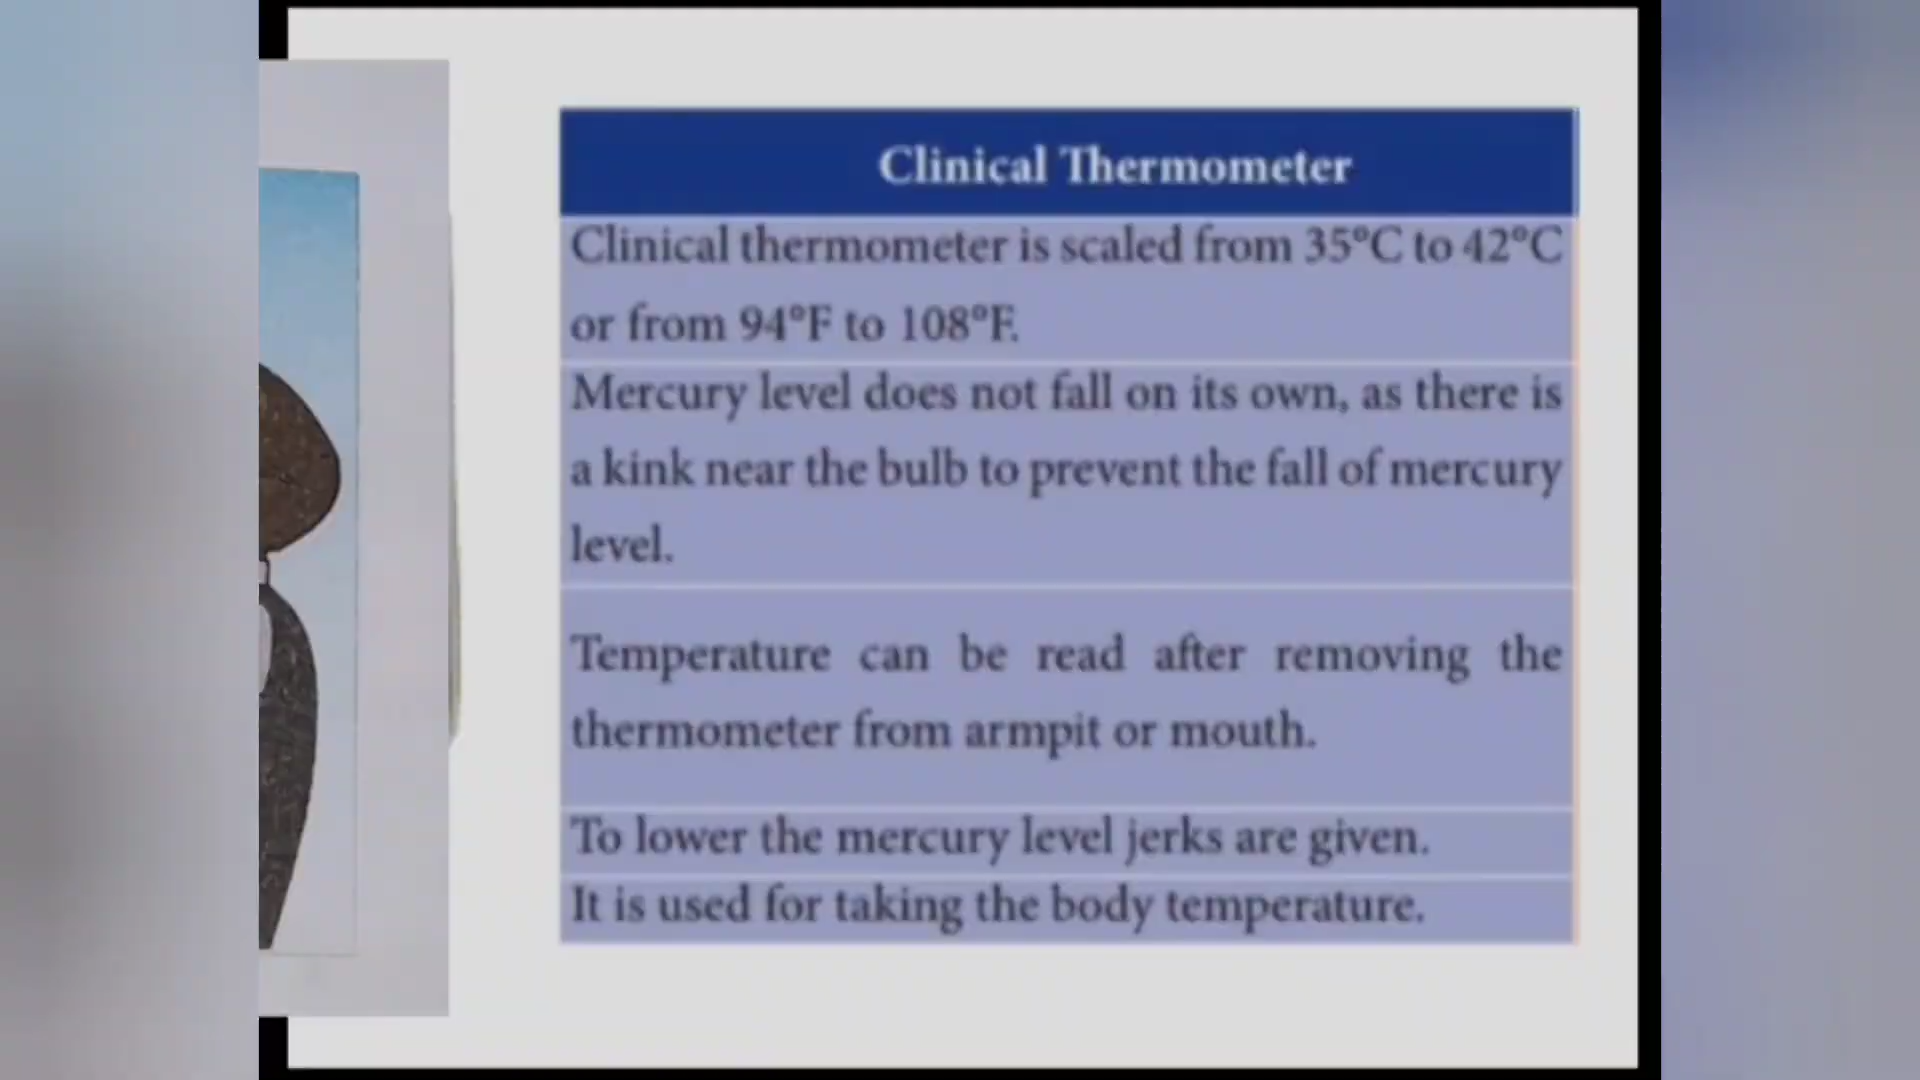 Clinical Thermometer
Clinical thermometer is scaled from 35°C to 42°C
or from 94°F to 108°F.
Mercury level does not fall on its own, as there is
a kink near the bulb to prevent the fall of mercury
level.
Temperature can be read after removing the
thermometer from armpit or mouth.
To lower the mercury level jerks are given.
It is used for taking the body temperature.